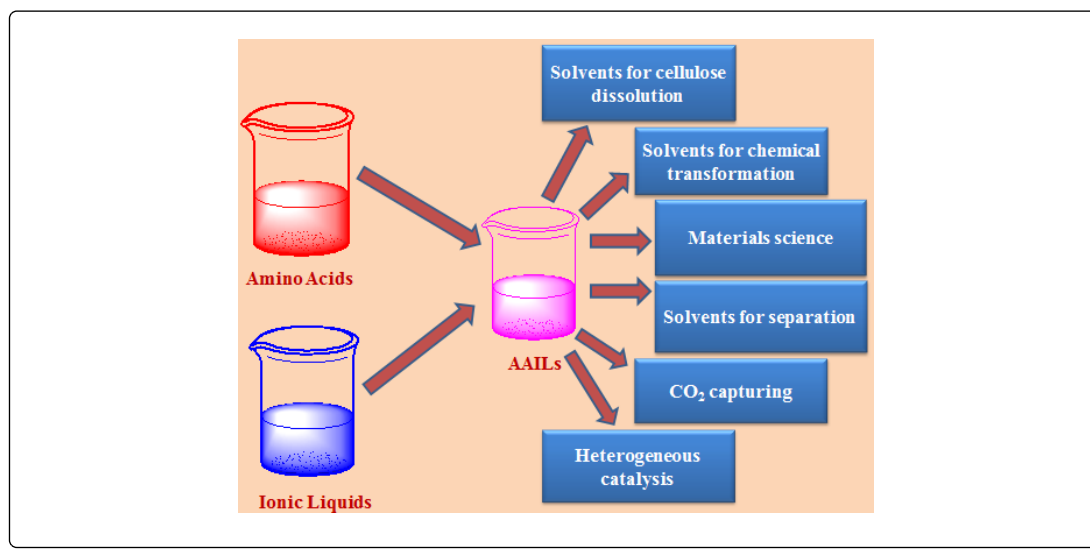 Solvents for cellulose
dissolution
Solvents for chemical
transformation
Materials science
Amino Acids
Solvents for separation
AAILs
CO₂ capturing
Heterogeneous
catalysis
Ionic Liquids